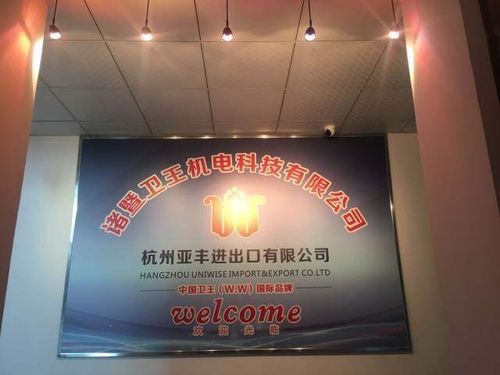 诸暨卫王机电科技有限公司
W
杭州亚丰进出口有限公司
HANGZHOU UNIWISE IMPORT&EXPORT CO.LTD
中国卫王（W.W）国际品牌
welcome
欢迎光临